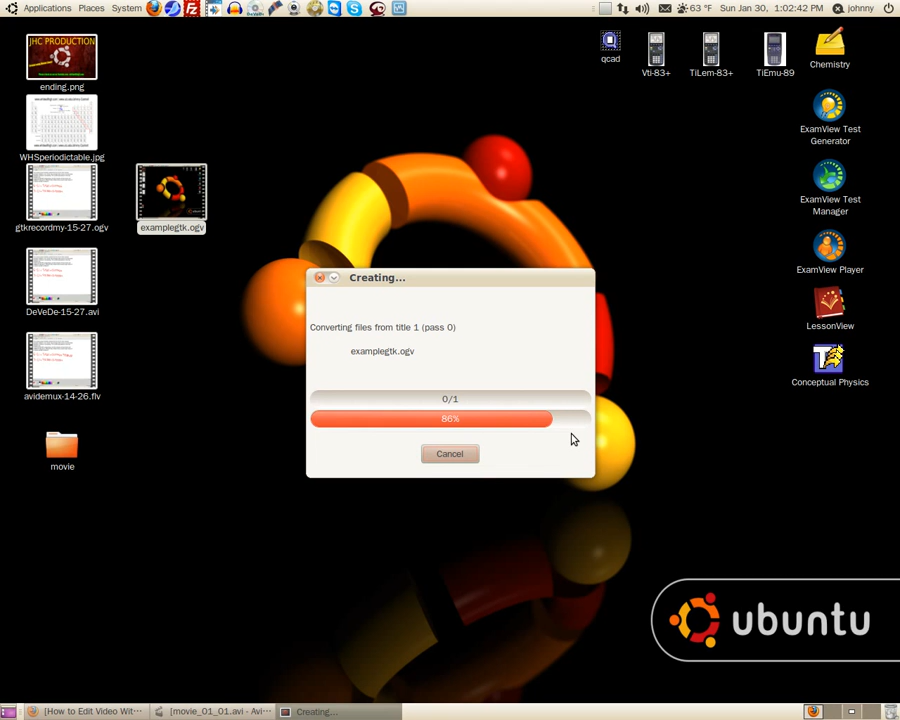 Applications Places System
63 °F Sun Jan 30, 1:02:42 PM johnny
JHC PRODUCTION
ending.png
WHSperiodictable.jpg
gtkrecordmy-15-27.ogv
examplegtk.ogv
DeVeDe-15-27.avi
avidemux-14-26.flv
movie
qcad
Vti-83+
TiLem-83+
TiEmu-89
Chemistry
ExamView Test
Generator
ExamView Test
Manager
ExamView Player
LessonView
Conceptual Physics
Creating...
Converting files from title 1 (pass 0)
examplegtk.ogv
0/1
86%
Cancel
ubuntu
[How to Edit Video Wit...
[movie_01_01.avi - Avi...
Creating...